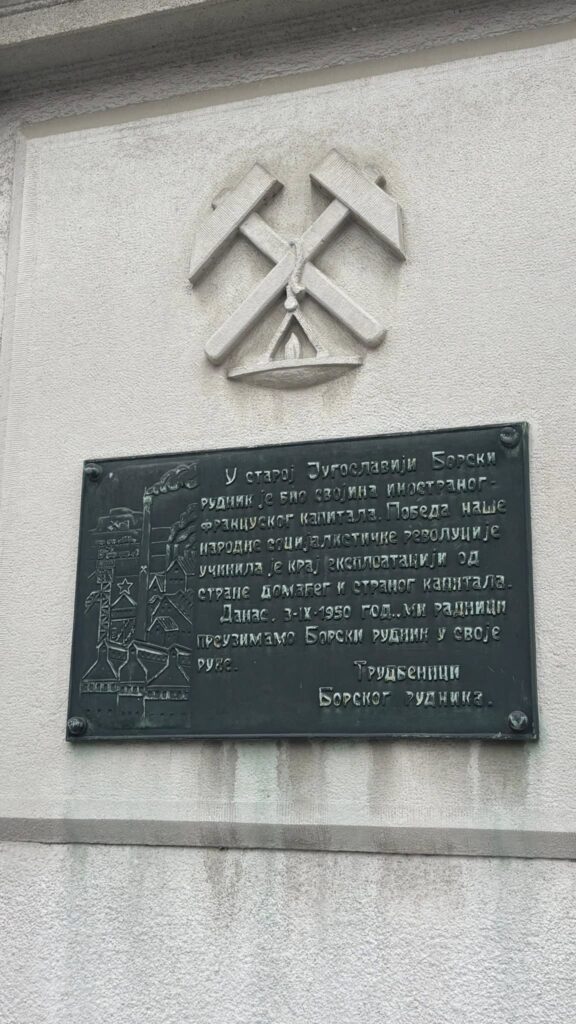 У старој Југославији Борски
рудник је био својина иностраног-
француског капитала. Победа наше
народне социјалистичке револуције
учинила је крај експлоатацији од
стране домаћег и страног капитала.
Данас, 3-IX-1950 год.. ми радници
преузимамо Борски рудник у своје
руке.
Трудбеници
Борског рудника.